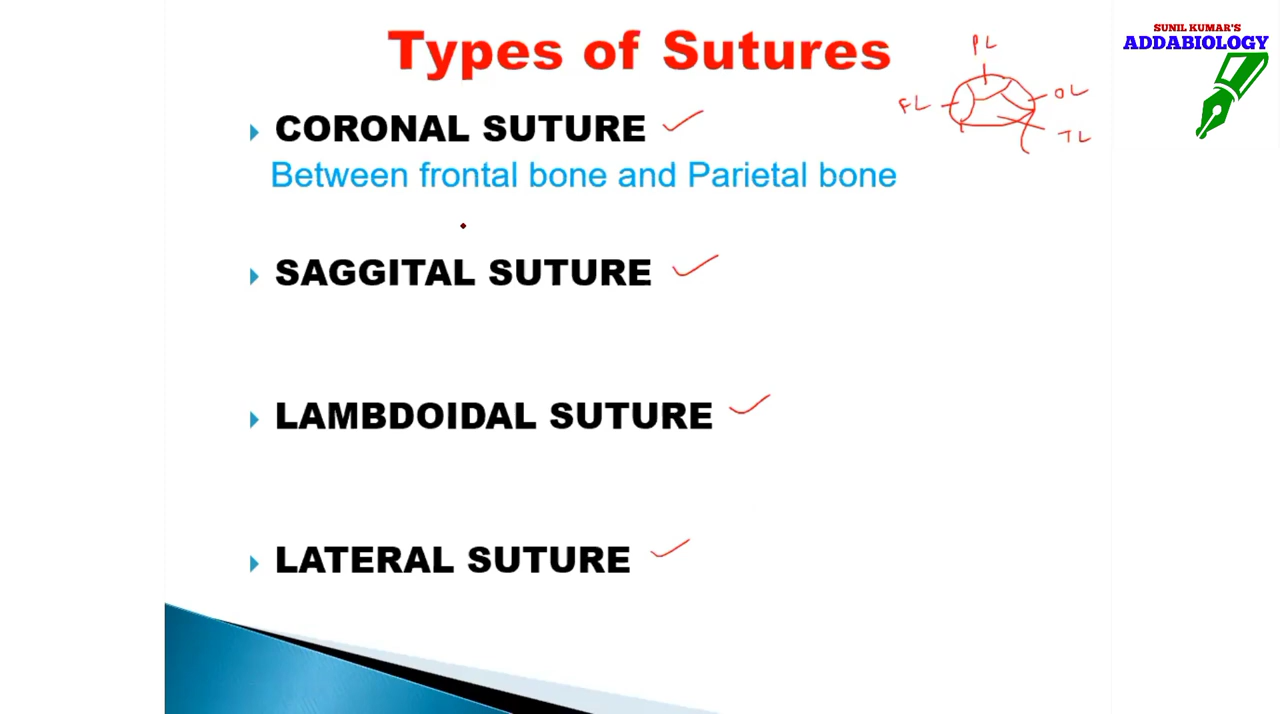 Types of Sutures
SUNIL KUMAR'S
ADDABIOLOGY
PL
FL
OL
TL
CORONAL SUTURE
Between frontal bone and Parietal bone
SAGGITAL SUTURE
LAMBDOIDAL SUTURE
LATERAL SUTURE